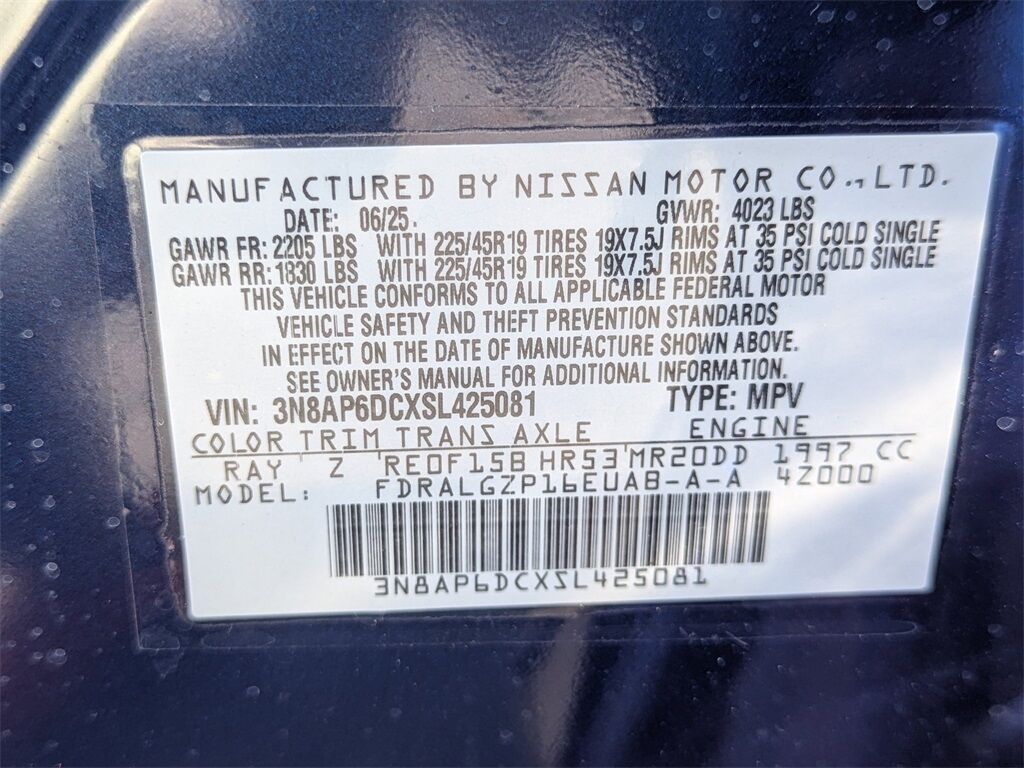 MANUFACTURED BY NISSAN MOTOR CO., LTD.
DATE: 06/25. GVWR: 4023 LBS
GAWR FR: 2205 LBS WITH 225/45R19 TIRES 19X7.5J RIMS AT 35 PSI COLD SINGLE
GAWR RR: 1830 LBS WITH 225/45R19 TIRES 19X7.5J RIMS AT 35 PSI COLD SINGLE
THIS VEHICLE CONFORMS TO ALL APPLICABLE FEDERAL MOTOR
VEHICLE SAFETY AND THEFT PREVENTION STANDARDS
IN EFFECT ON THE DATE OF MANUFACTURE SHOWN ABOVE.
SEE OWNER'S MANUAL FOR ADDITIONAL INFORMATION.
VIN: 3N8AP6DCXSL425081 TYPE: MPV
COLOR TRIM TRANS AXLE ENGINE
RAY Z RE0F15B HR53 MR20DD 1997 CC
MODEL: FDRALGZP16EUAB-A-A 4Z000
3N8AP6DCXSL425081